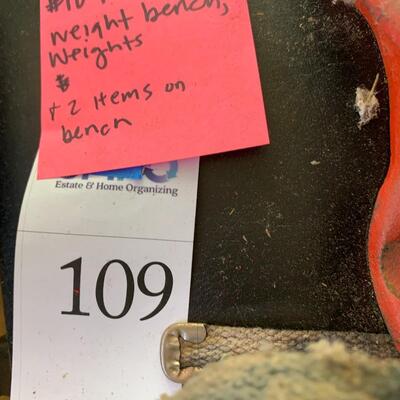 weight bench,
Weights
$
+ 2 items on
bench
Estate & Home Organizing
109